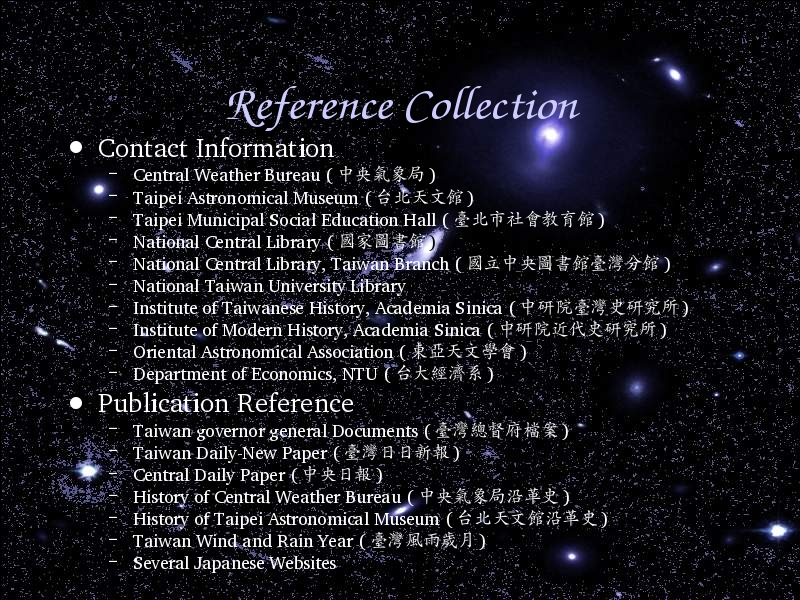 Reference Collection
• Contact Information
– Central Weather Bureau ( 中央氣象局 )
– Taipei Astronomical Museum ( 台北天文館 )
– Taipei Municipal Social Education Hall ( 臺北市社會教育館 )
– National Central Library ( 國家圖書館 )
– National Central Library, Taiwan Branch ( 國立中央圖書館臺灣分館 )
– National Taiwan University Library
– Institute of Taiwanese History, Academia Sinica ( 中研院臺灣史研究所 )
– Institute of Modern History, Academia Sinica ( 中研院近代史研究所 )
– Oriental Astronomical Association ( 東亞天文學會 )
– Department of Economics, NTU ( 台大經濟系 )
• Publication Reference
– Taiwan governor general Documents ( 臺灣總督府檔案 )
– Taiwan Daily-New Paper ( 臺灣日日新報 )
– Central Daily Paper ( 中央日報 )
– History of Central Weather Bureau ( 中央氣象局沿革史 )
– History of Taipei Astronomical Museum ( 台北天文館沿革史 )
– Taiwan Wind and Rain Year ( 臺灣風雨歲月 )
– Several Japanese Websites